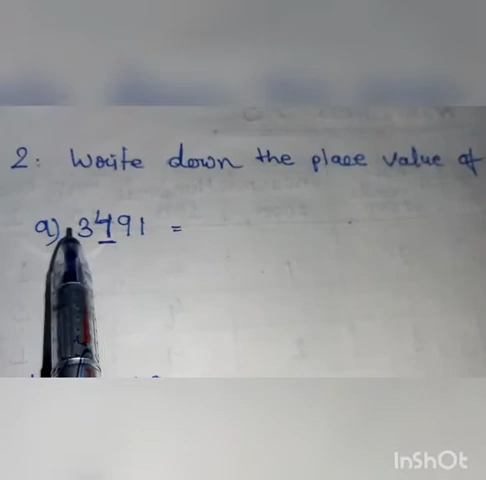 2: Write down the place value of
a) 3491 =
InShOt